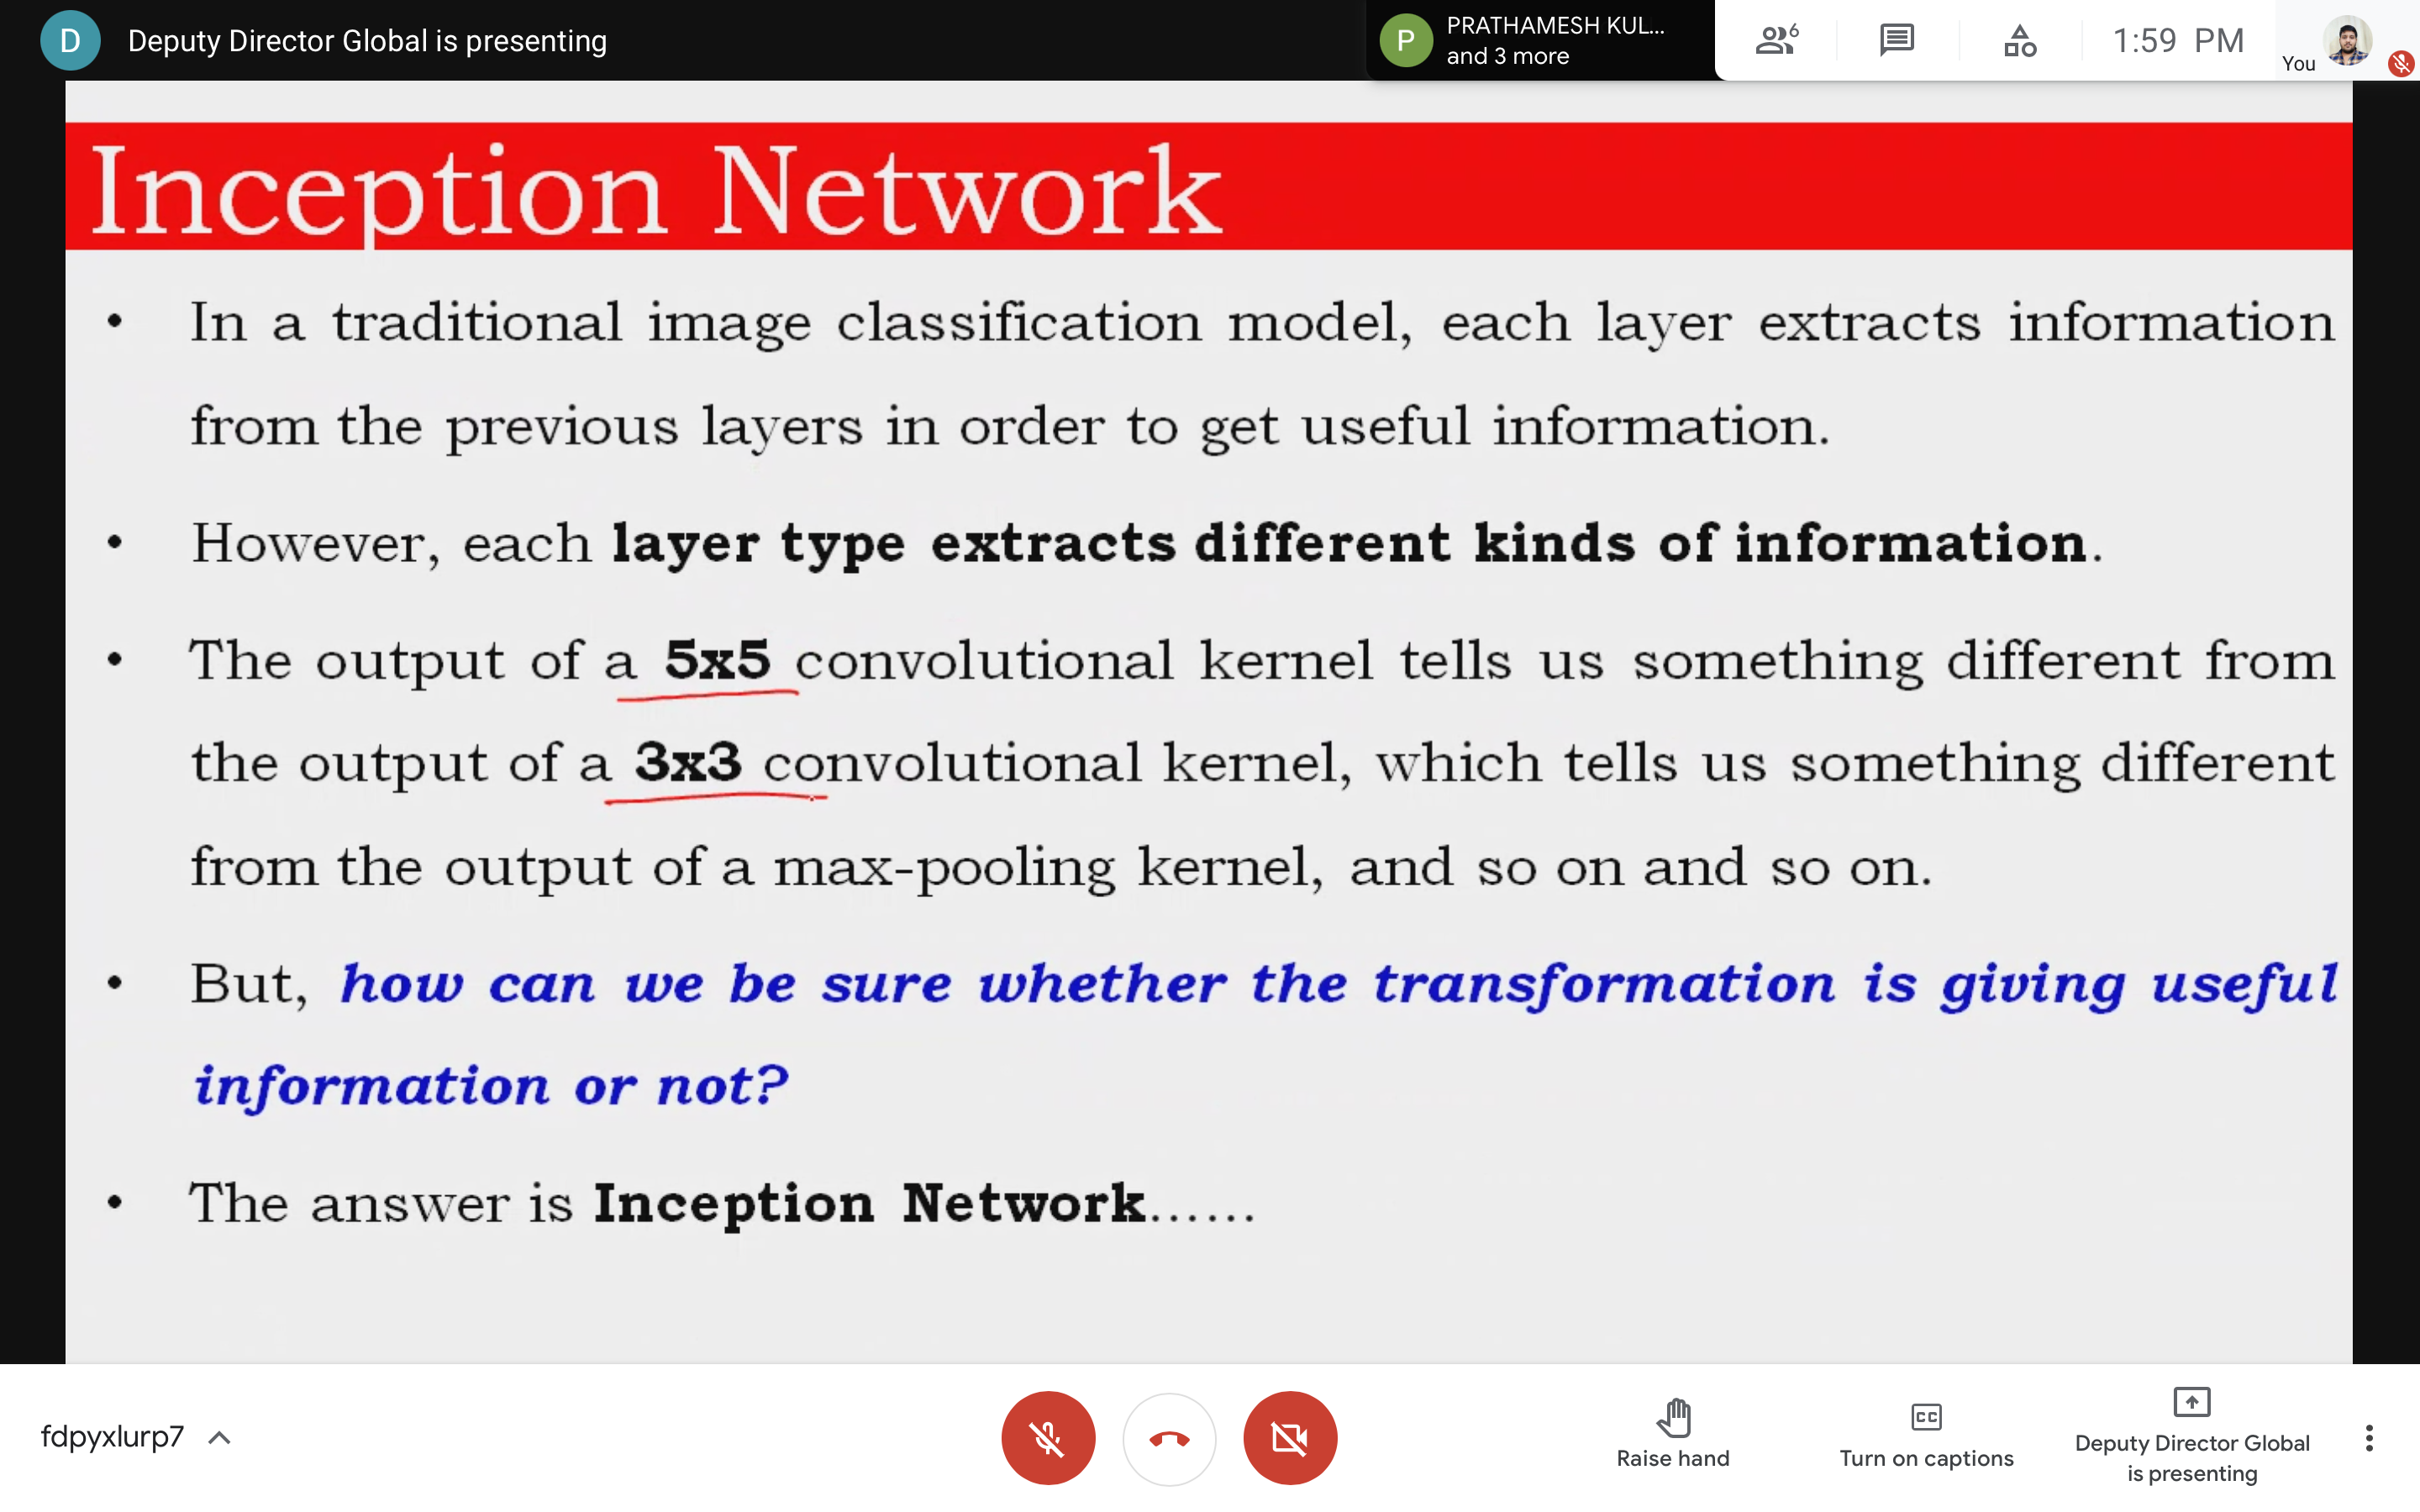 D Deputy Director Global is presenting
P PRATHAMESH KUL...
and 3 more
6
1:59 PM
You
Inception Network
• In a traditional image classification model, each layer extracts information
from the previous layers in order to get useful information.
• However, each layer type extracts different kinds of information.
• The output of a 5x5 convolutional kernel tells us something different from
the output of a 3x3 convolutional kernel, which tells us something different
from the output of a max-pooling kernel, and so on and so on.
• But, how can we be sure whether the transformation is giving useful
information or not?
• The answer is Inception Network......
fdpyxlurp7
Raise hand
CC
Turn on captions
Deputy Director Global
is presenting